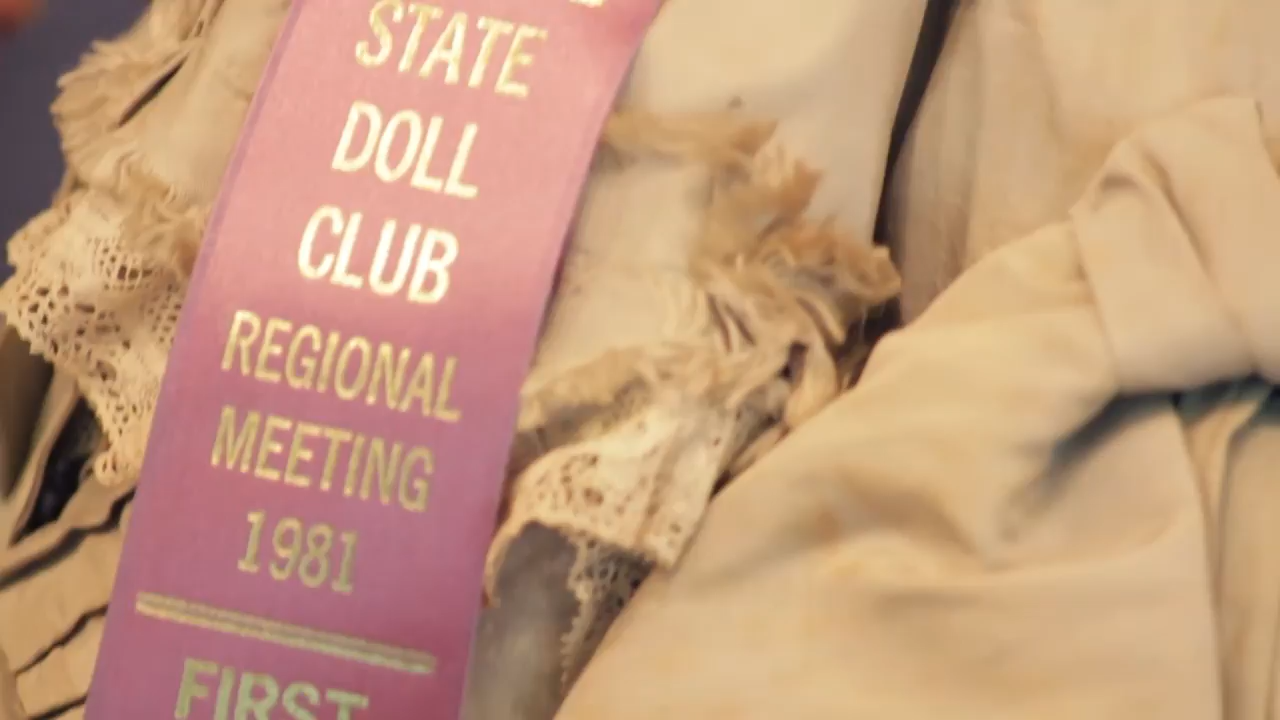 STATE
DOLL
CLUB
REGIONAL
MEETING
1981
FIRST